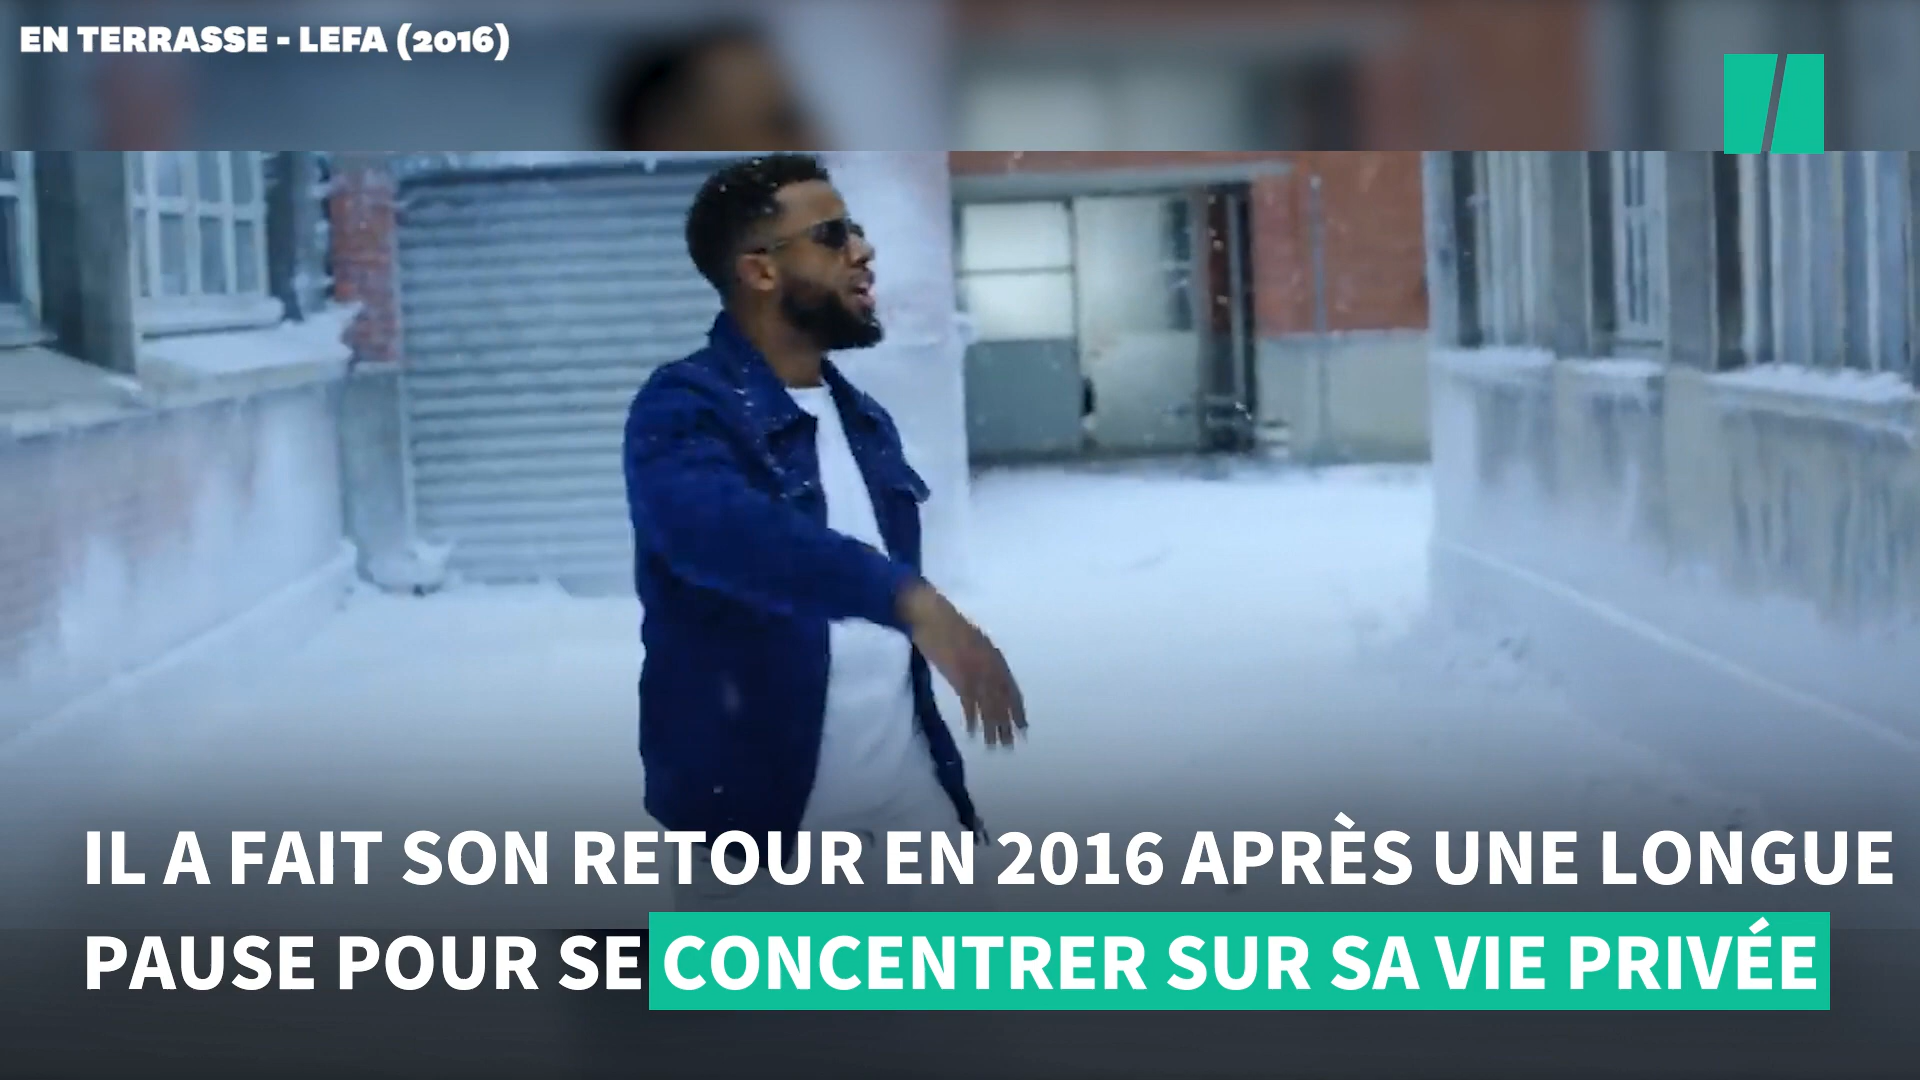 EN TERRASSE - LEFA (2016)
IL A FAIT SON RETOUR EN 2016 APRÈS UNE LONGUE
PAUSE POUR SE CONCENTRER SUR SA VIE PRIVÉE